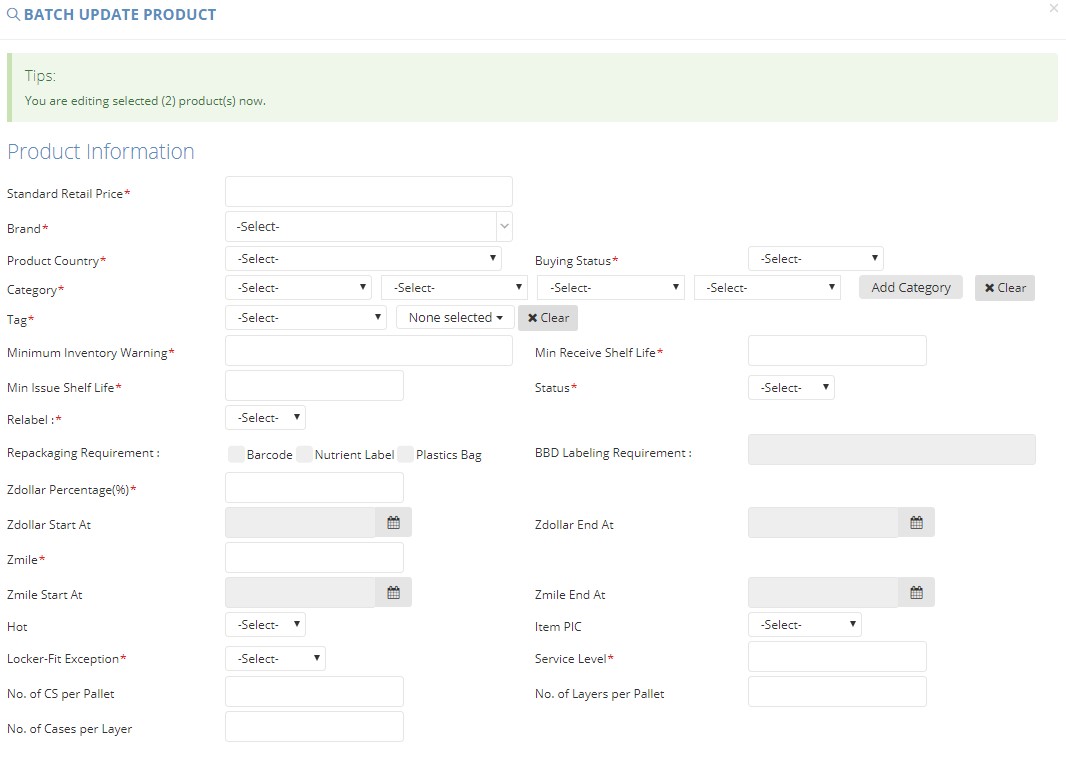 BATCH UPDATE PRODUCT ×
Tips:
You are editing selected (2) product(s) now.
Product Information
Standard Retail Price*
Brand* -Select-
Product Country* -Select- Buying Status* -Select-
Category* -Select- -Select- -Select- -Select- Add Category ✖ Clear
Tag* -Select- None selected ✖ Clear
Minimum Inventory Warning* Min Receive Shelf Life*
Min Issue Shelf Life* Status* -Select-
Relabel :* -Select-
Repackaging Requirement : Barcode Nutrient Label Plastics Bag BBD Labeling Requirement :
Zdollar Percentage(%)*
Zdollar Start At Zdollar End At
Zmile*
Zmile Start At Zmile End At
Hot -Select- Item PIC -Select-
Locker-Fit Exception* -Select- Service Level*
No. of CS per Pallet No. of Layers per Pallet
No. of Cases per Layer